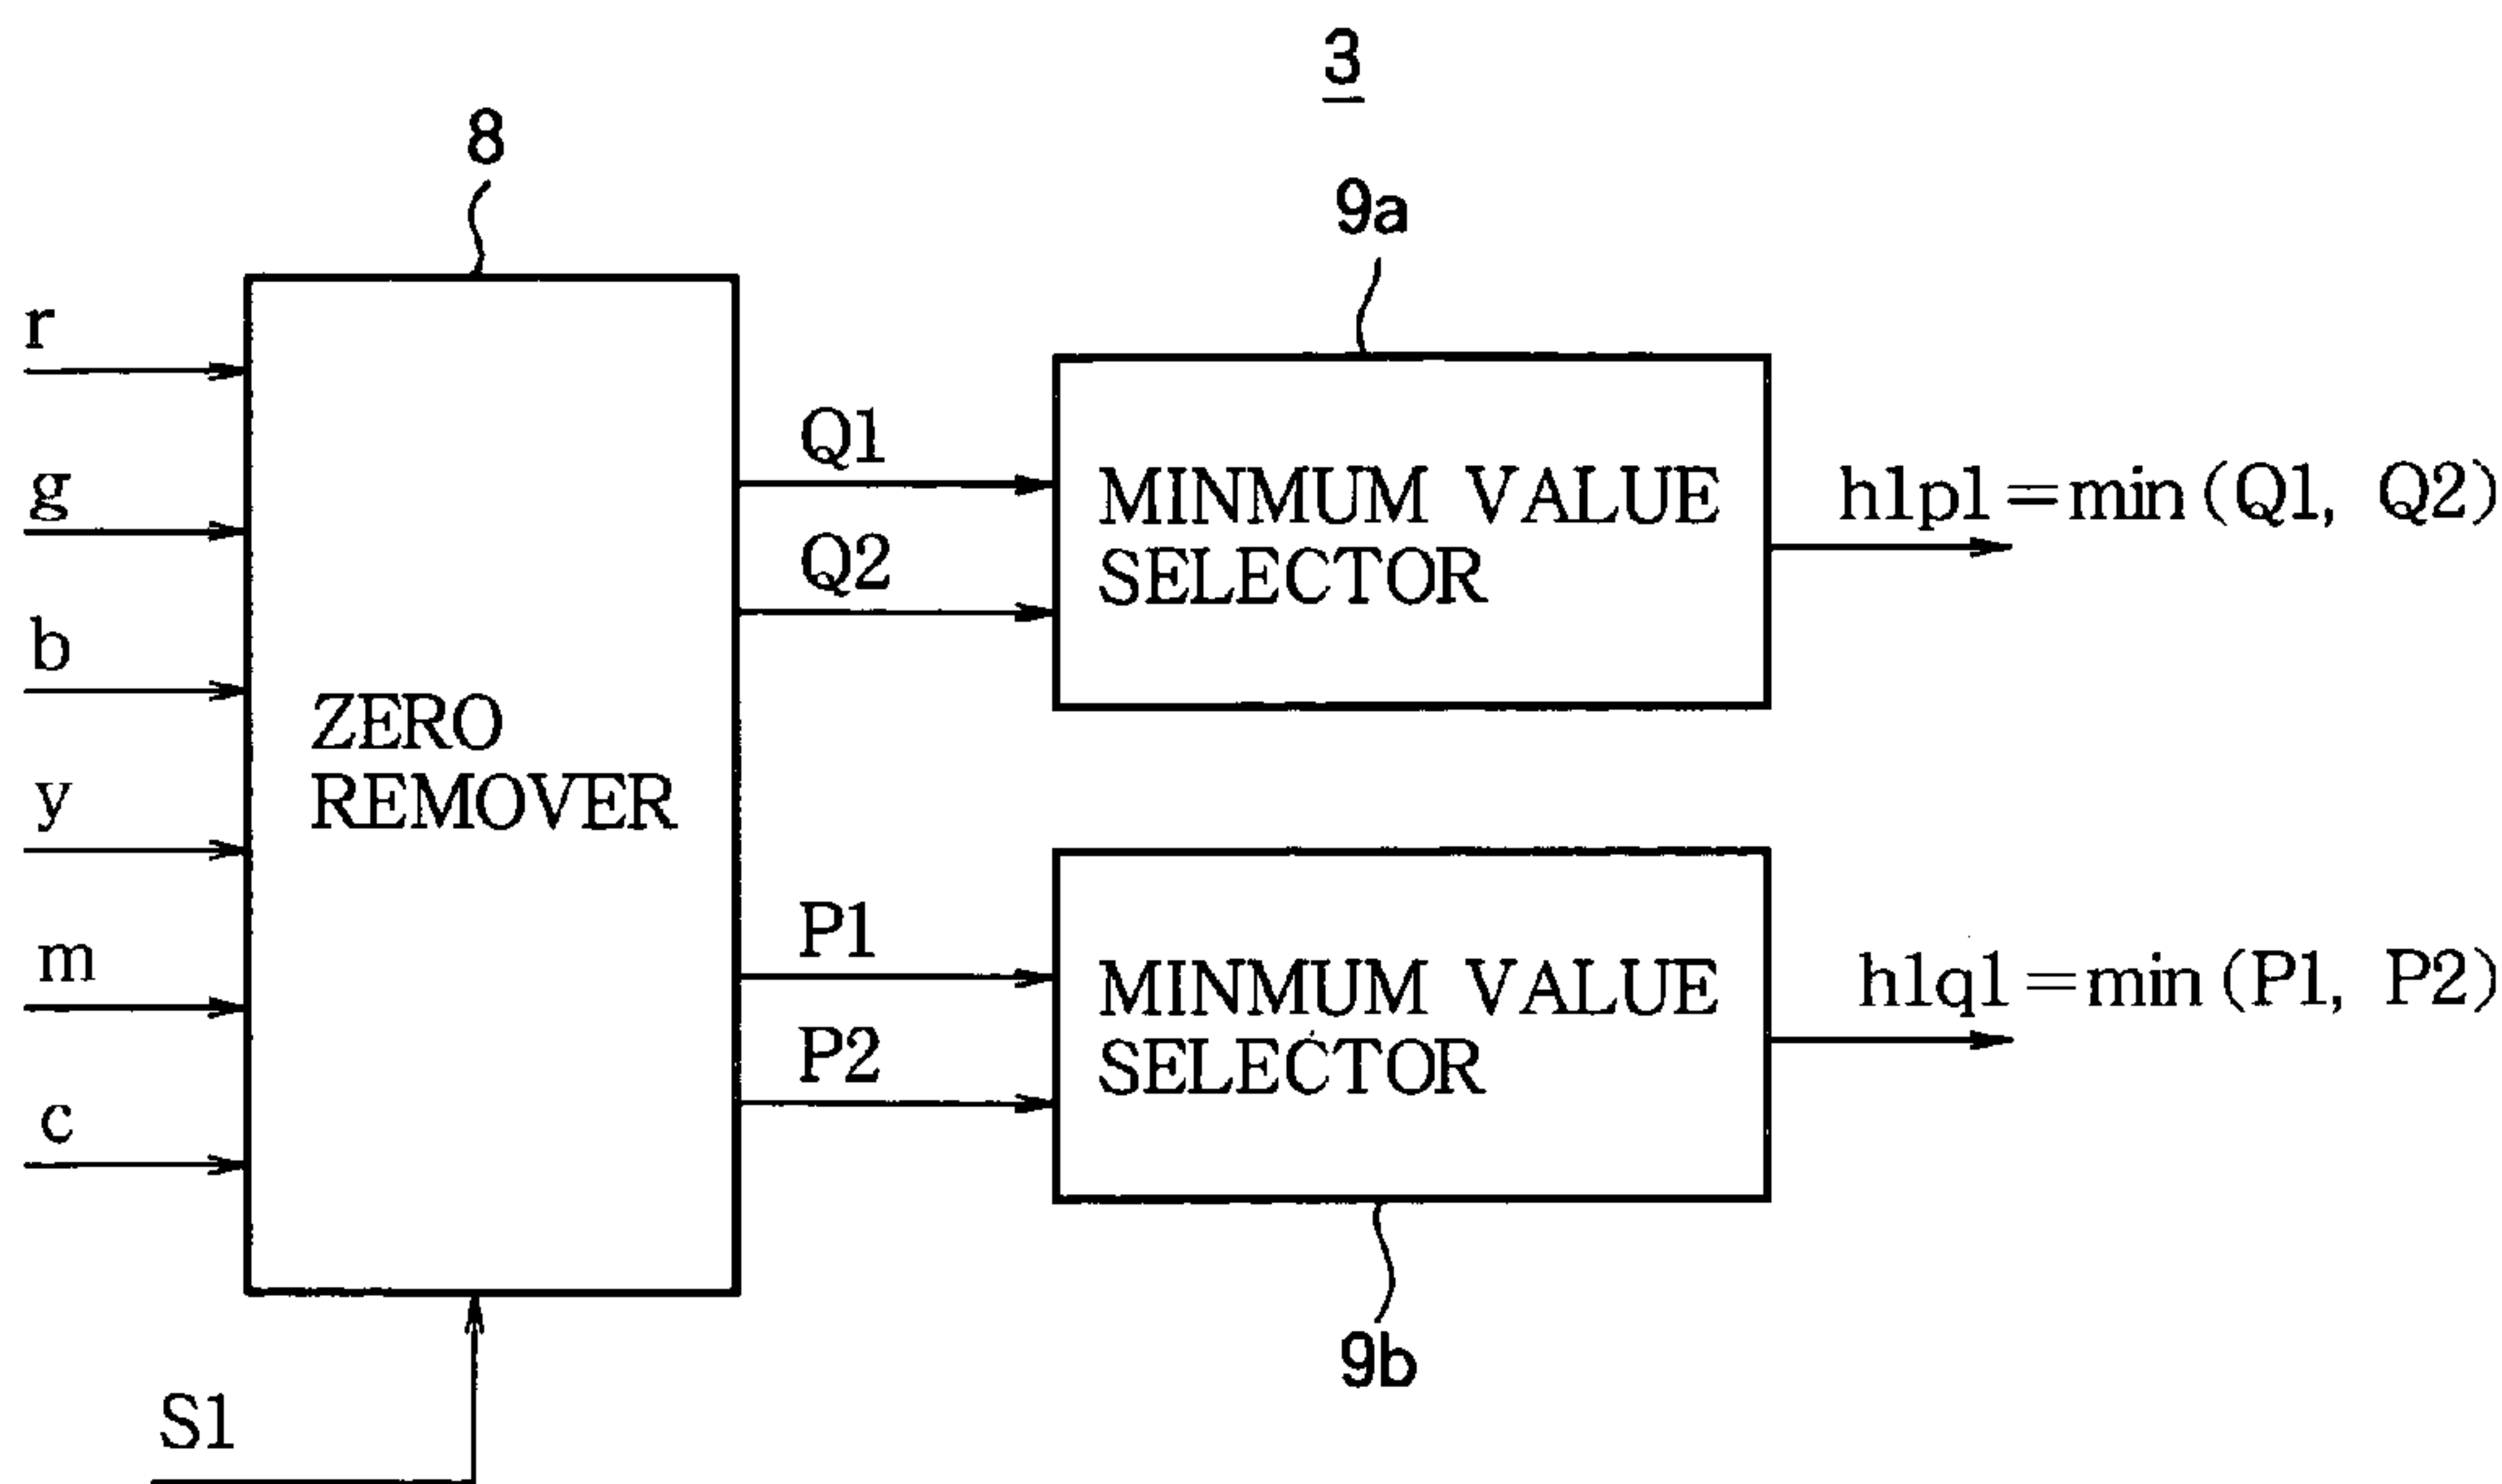 3
8
9a
r
g
b
y
m
c
ZERO
REMOVER
Q1
Q2
P1
P2
MINMUM VALUE
SELECTOR
h1p1=min(Q1, Q2)
MINMUM VALUE
SELECTOR
h1q1=min(P1, P2)
9b
S1